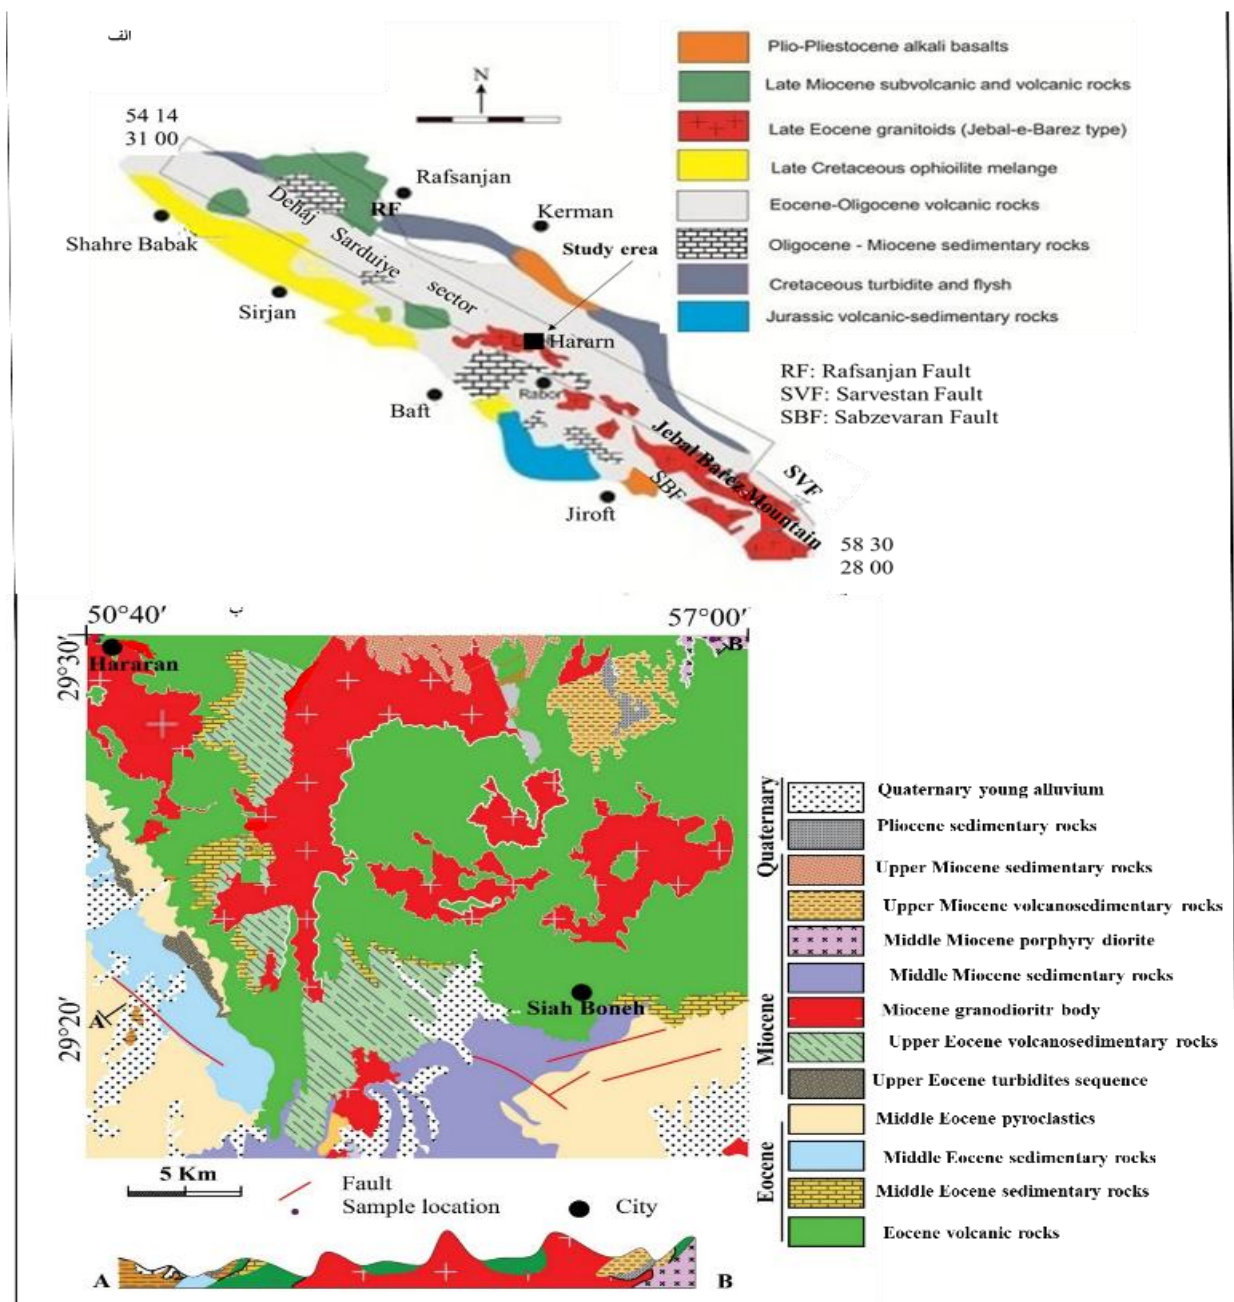 الف
Plio-Pliestocene alkali basalts
Late Miocene subvolcanic and volcanic rocks
Late Eocene granitoids (Jebal-e-Barez type)
Late Cretaceous ophioilite melange
Eocene-Oligocene volcanic rocks
Oligocene - Miocene sedimentary rocks
Cretaceous turbidite and flysh
Jurassic volcanic-sedimentary rocks
RF: Rafsanjan Fault
SVF: Sarvestan Fault
SBF: Sabzevaran Fault
N
54 14
31 00
Rafsanjan
RF
Kerman
Shahre Babak
Dehaj
Sarduiye
sector
Study erea
Sirjan
Hararn
Rabor
Baft
Jebal Barez Mountain
SVF
SBF
Jiroft
58 30
28 00
50°40′
ب
57°00′
29°30′
Hararan
B
29°20′
A
Siah Boneh
Quaternary
Quaternary young alluvium
Pliocene sedimentary rocks
Miocene
Upper Miocene sedimentary rocks
Upper Miocene volcanosedimentary rocks
Middle Miocene porphyry diorite
Middle Miocene sedimentary rocks
Miocene granodioritr body
Upper Eocene volcanosedimentary rocks
Upper Eocene turbidites sequence
Eocene
Middle Eocene pyroclastics
Middle Eocene sedimentary rocks
Middle Eocene sedimentary rocks
Eocene volcanic rocks
5 Km
Fault
Sample location
City
A
B